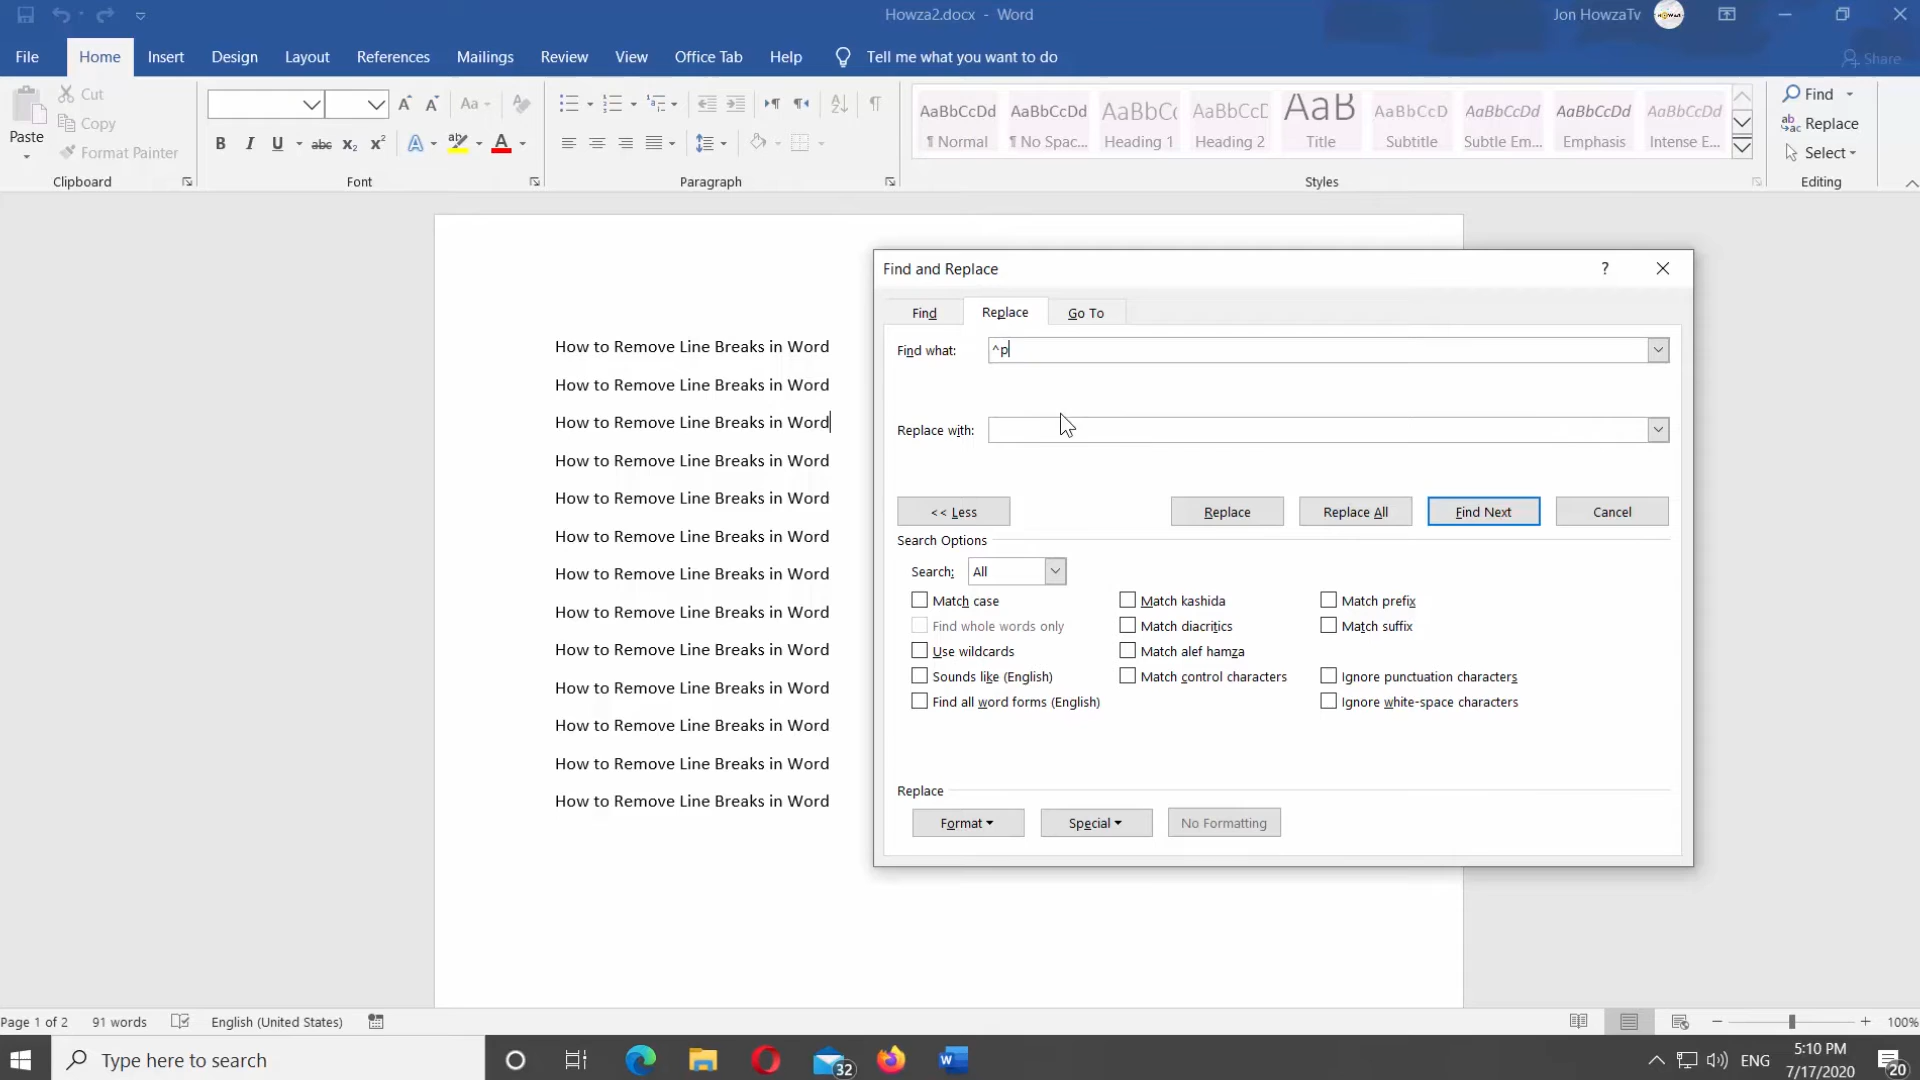 Howza2.docx - Word
Jon HowzaTv
File Home Insert Design Layout References Mailings Review View Office Tab Help Tell me what you want to do Share
Cut
Copy
Format Painter
Paste
Clipboard
Aa
B I U abc x₂ x² A ab A
Font
Paragraph
AaBbCcDd AaBbCcDd AaBbCc AaBbCcD AaB AaBbCcD AaBbCcDd AaBbCcDd AaBbCcDd
¶ Normal ¶ No Spac... Heading 1 Heading 2 Title Subtitle Subtle Em... Emphasis Intense E...
Styles
Find
Replace
Select
Editing
Find and Replace ?
Find Replace Go To
Find what: ^p
Replace with:
<< Less Replace Replace All Find Next Cancel
Search Options
Search: All
Match case
Find whole words only
Use wildcards
Sounds like (English)
Find all word forms (English)
Match kashida
Match diacritics
Match alef hamza
Match control characters
Match prefix
Match suffix
Ignore punctuation characters
Ignore white-space characters
Replace
Format Special No Formatting
How to Remove Line Breaks in Word
How to Remove Line Breaks in Word
How to Remove Line Breaks in Word
How to Remove Line Breaks in Word
How to Remove Line Breaks in Word
How to Remove Line Breaks in Word
How to Remove Line Breaks in Word
How to Remove Line Breaks in Word
How to Remove Line Breaks in Word
How to Remove Line Breaks in Word
How to Remove Line Breaks in Word
How to Remove Line Breaks in Word
How to Remove Line Breaks in Word
Page 1 of 2 91 words English (United States) 100%
Type here to search
32
ENG
5:10 PM
7/17/2020
20